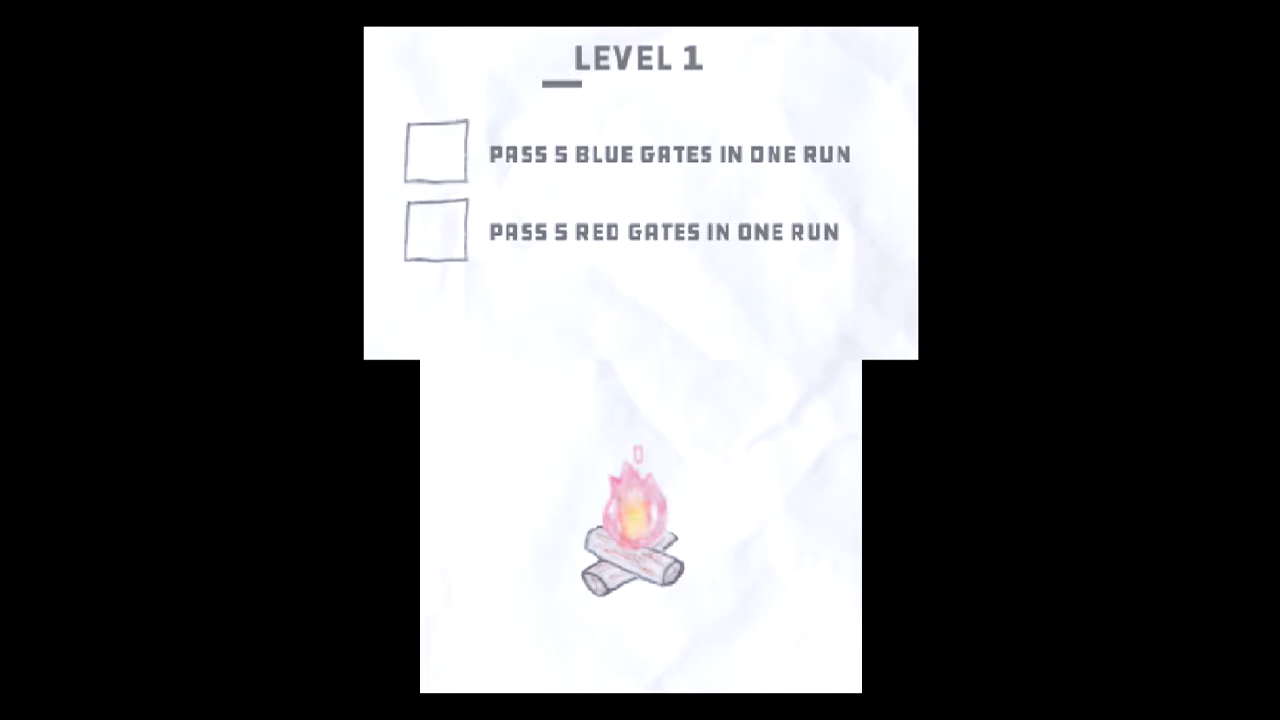 LEVEL 1
PASS 5 BLUE GATES IN ONE RUN
PASS 5 RED GATES IN ONE RUN